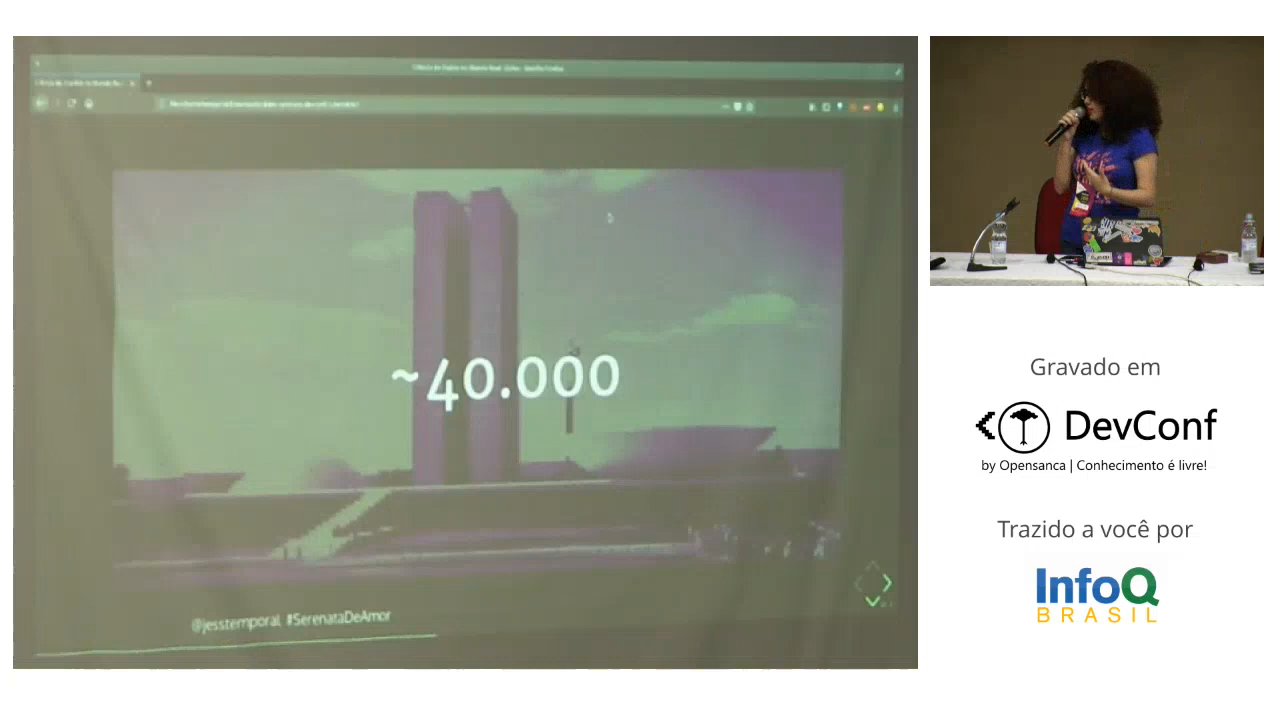 ~40.000
@jesstemporal #SerenataDeAmor
Gravado em
DevConf
by Opensanca | Conhecimento é livre!
Trazido a você por
InfoQ
BRASIL